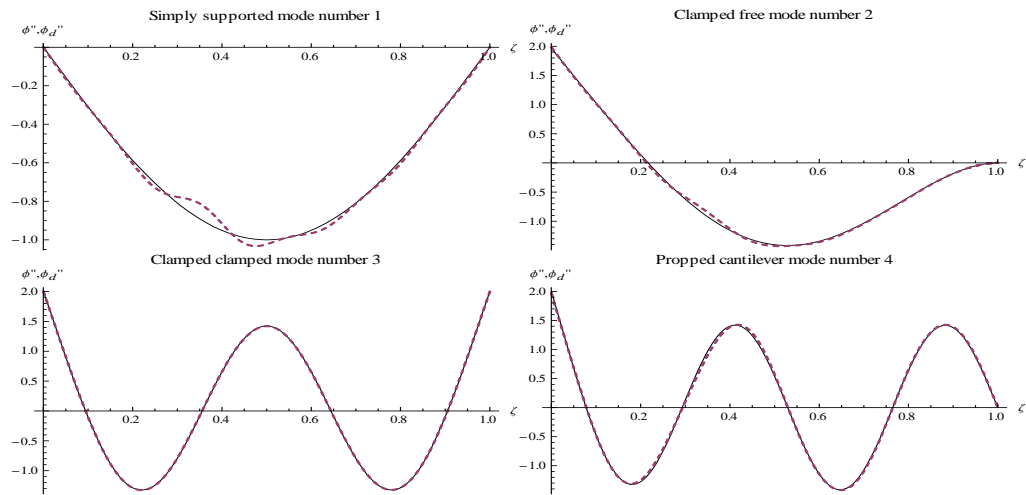 Simply supported mode number 1
ϕ'',ϕ_d''
0.2 0.4 0.6 0.8 1.0 ζ
−0.2
−0.4
−0.6
−0.8
−1.0
Clamped free mode number 2
ϕ'',ϕ_d''
2.0
1.5
1.0
0.5
0.2 0.4 0.6 0.8 1.0 ζ
−0.5
−1.0
Clamped clamped mode number 3
ϕ'',ϕ_d''
2.0
1.5
1.0
0.5
0.2 0.4 0.6 0.8 1.0 ζ
−0.5
−1.0
Propped cantilever mode number 4
ϕ'',ϕ_d''
2.0
1.5
1.0
0.5
0.2 0.4 0.6 0.8 1.0 ζ
−0.5
−1.0